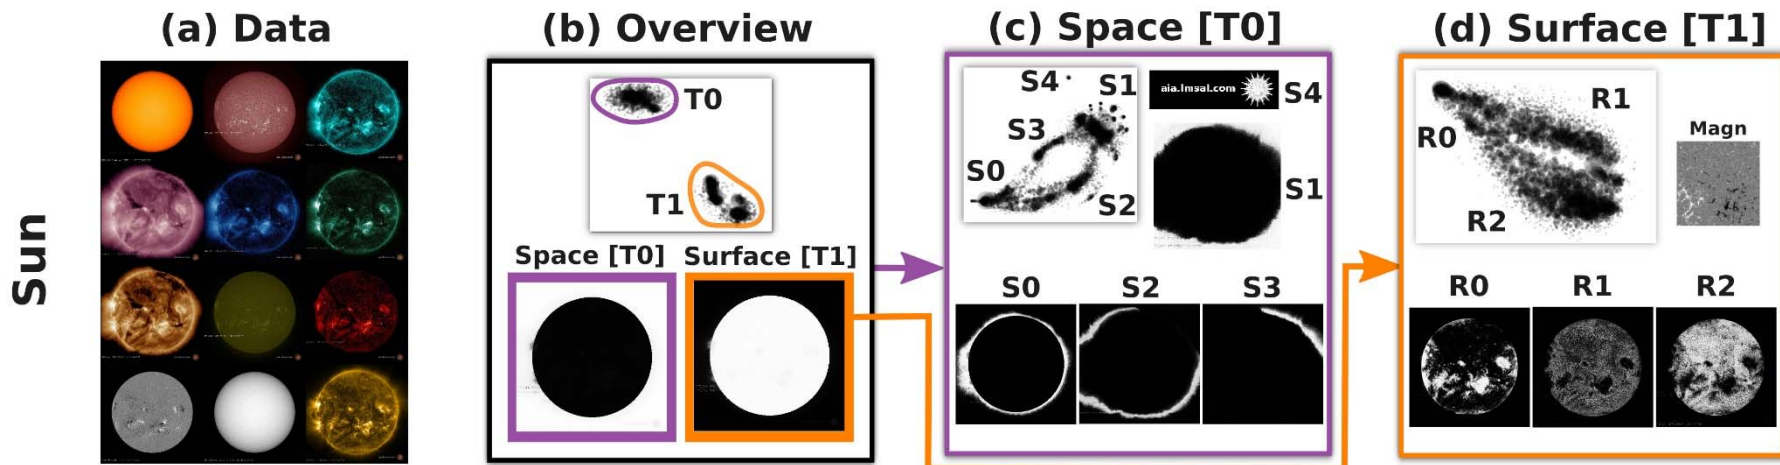 (a) Data
(b) Overview
(c) Space [T0]
(d) Surface [T1]
Sun
T0
T1
Space [T0]
Surface [T1]
S4
S1
S3
S0
S2
aia.lmsal.com
S4
S1
S0
S2
S3
R1
R0
R2
Magn
R0
R1
R2